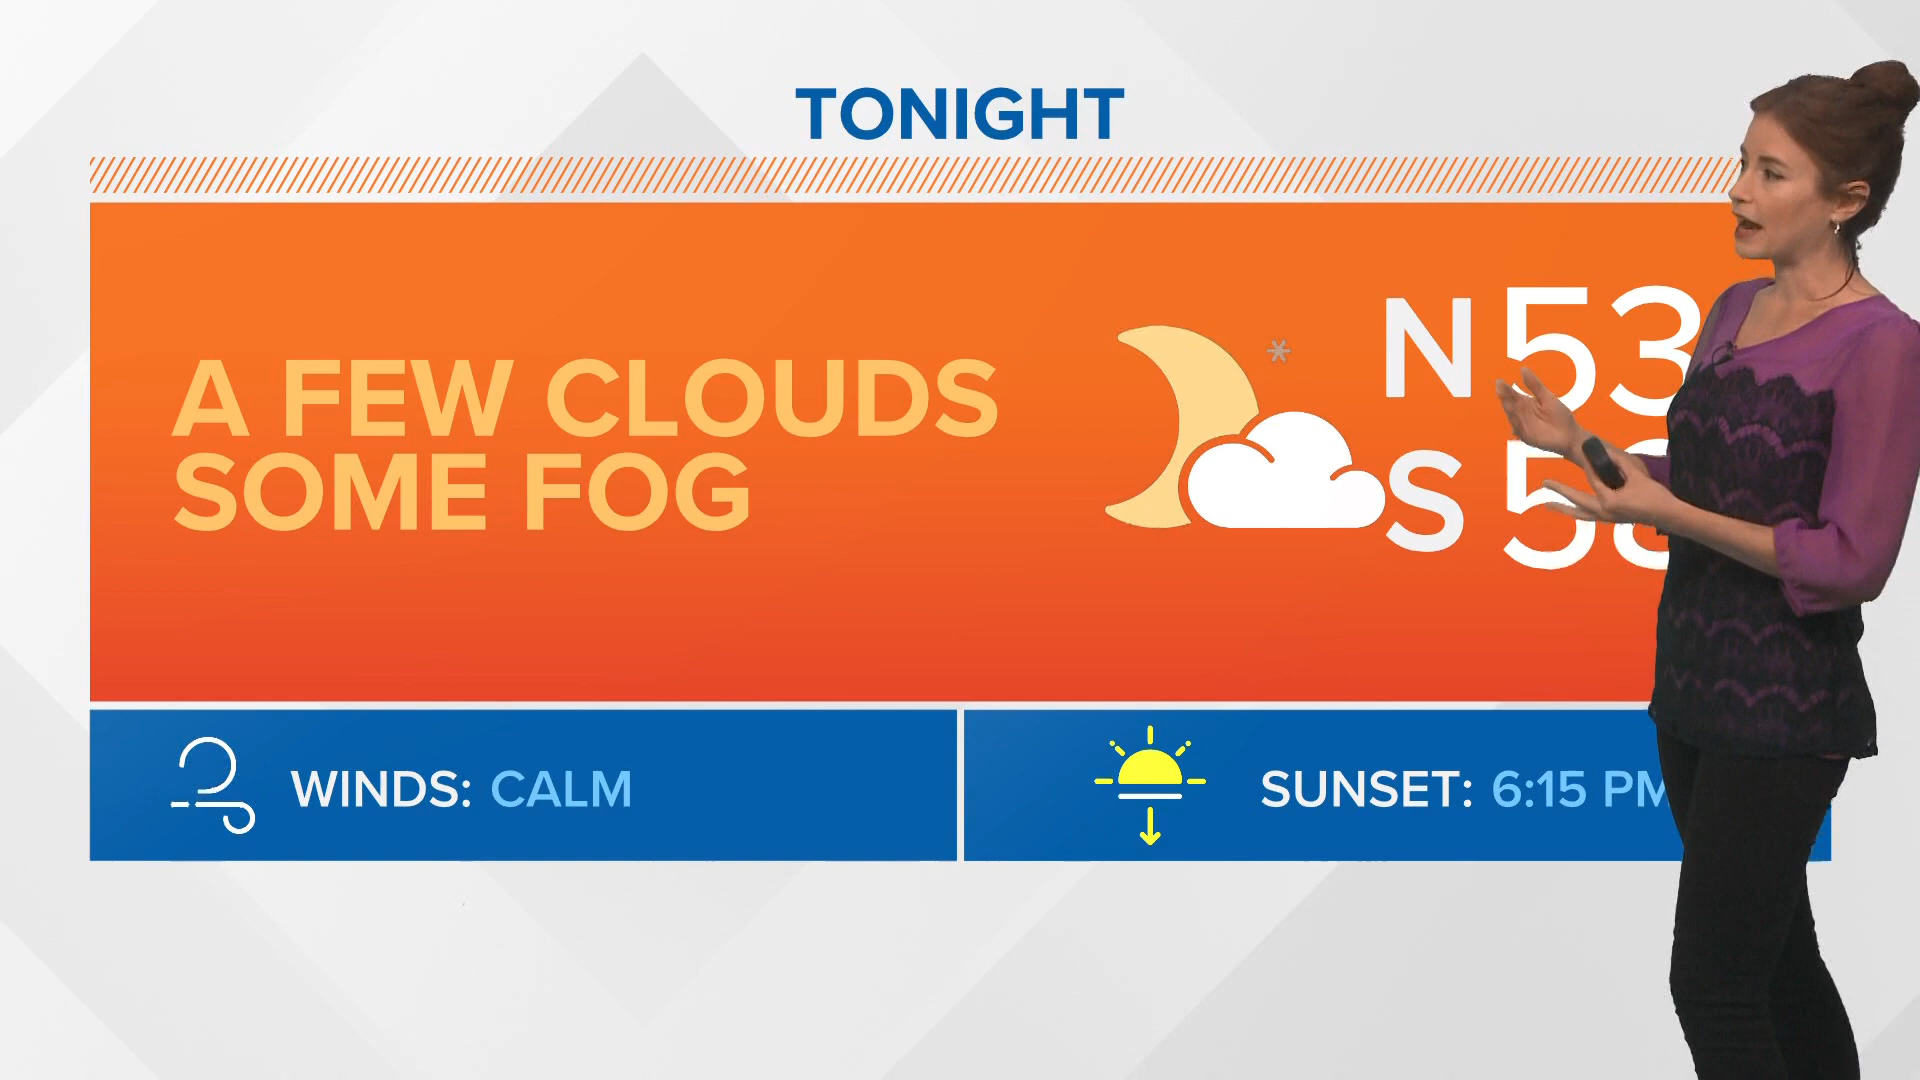 TONIGHT
A FEW CLOUDS
SOME FOG
N 53
S
WINDS: CALM
SUNSET: 6:15 PM